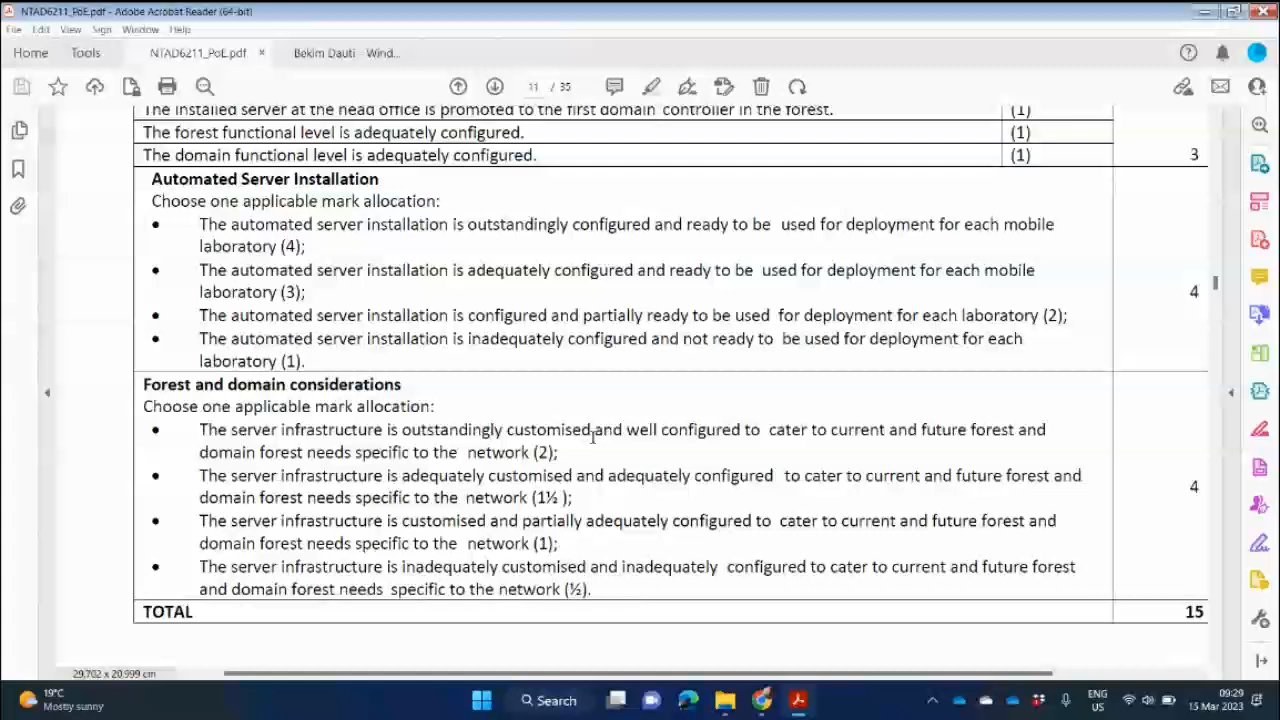 NTAD6211_PoE.pdf - Adobe Acrobat Reader (64-bit)
File Edit View Sign Window Help
Home Tools NTAD6211_PoE.pdf × Bekim Dauti Wind...
11 / 35
The installed server at the head office is promoted to the first domain controller in the forest. (1)
The forest functional level is adequately configured. (1)
The domain functional level is adequately configured. (1) 3
Automated Server Installation
Choose one applicable mark allocation:
• The automated server installation is outstandingly configured and ready to be used for deployment for each mobile
laboratory (4);
• The automated server installation is adequately configured and ready to be used for deployment for each mobile
laboratory (3);
4
• The automated server installation is configured and partially ready to be used for deployment for each laboratory (2);
• The automated server installation is inadequately configured and not ready to be used for deployment for each
laboratory (1).
Forest and domain considerations
Choose one applicable mark allocation:
• The server infrastructure is outstandingly customised and well configured to cater to current and future forest and
domain forest needs specific to the network (2);
• The server infrastructure is adequately customised and adequately configured to cater to current and future forest and
domain forest needs specific to the network (1½ );
4
• The server infrastructure is customised and partially adequately configured to cater to current and future forest and
domain forest needs specific to the network (1);
• The server infrastructure is inadequately customised and inadequately configured to cater to current and future forest
and domain forest needs specific to the network (½).
TOTAL 15
29,702 x 20,999 cm
19°C
Mostly sunny
Search
ENG
US
09:29
15 Mar 2023